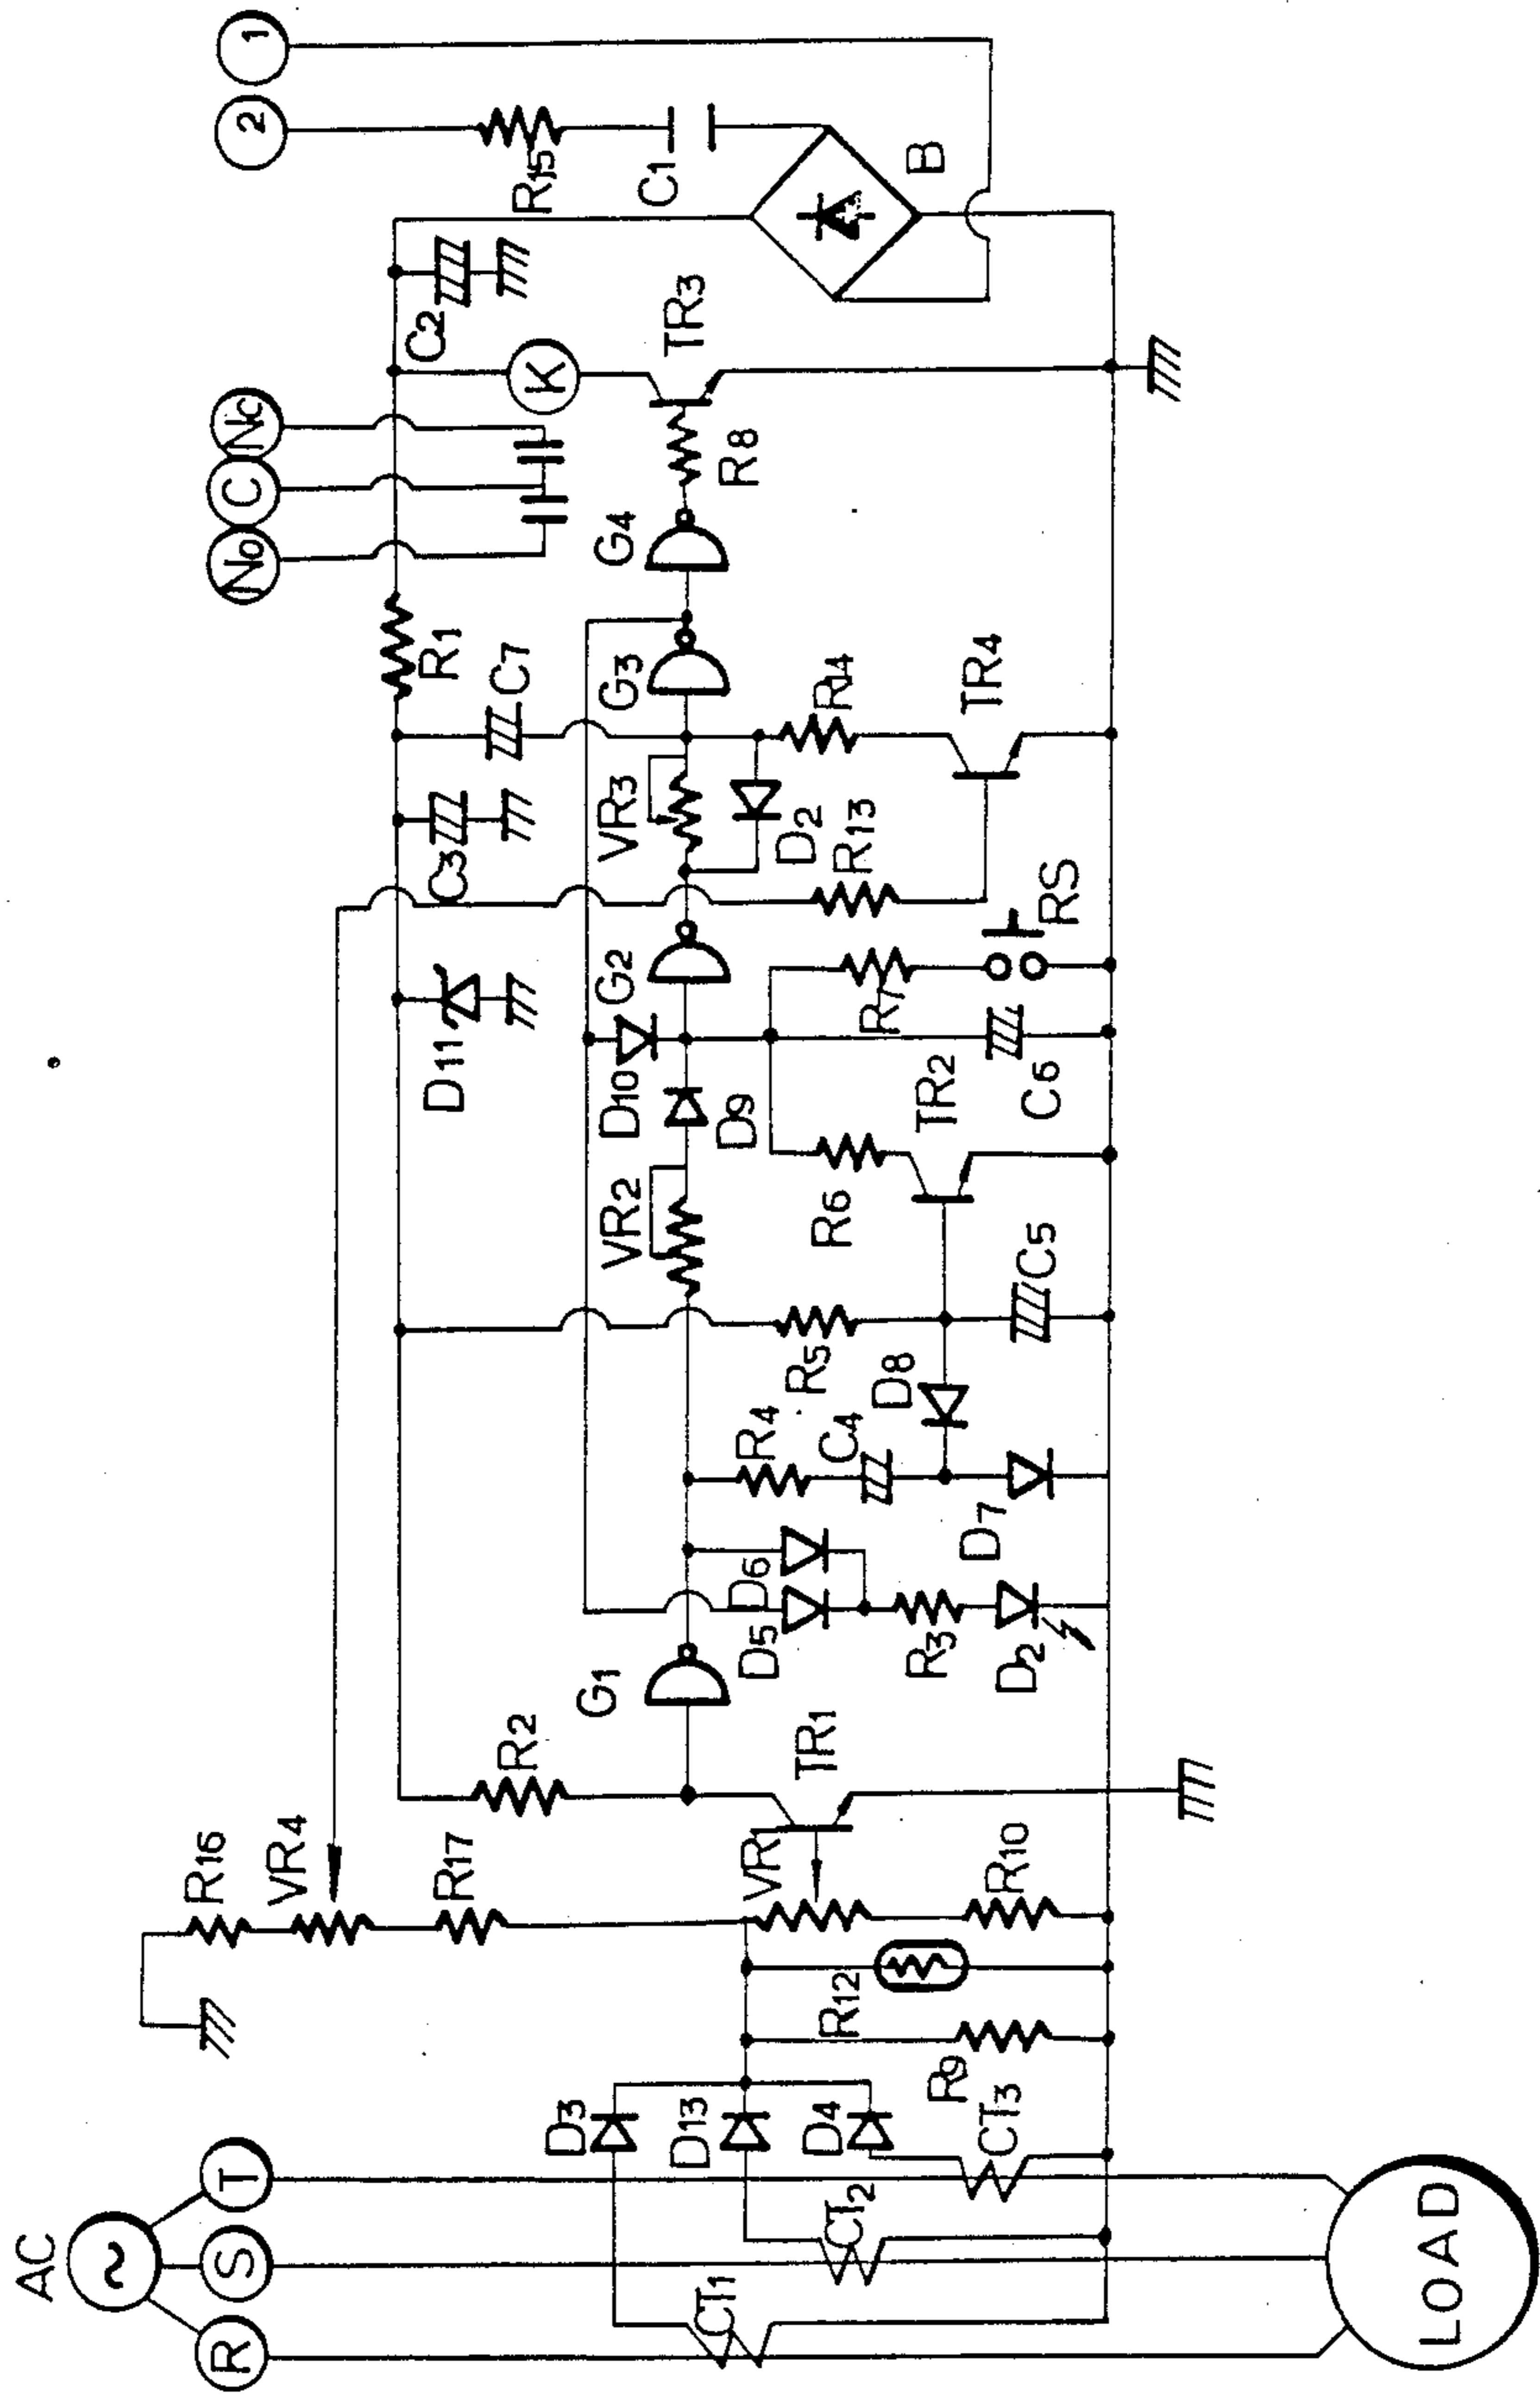 AC
R
S
T
CT1
CT2
CT3
D3
D13
D4
R9
R12
R16
VR4
R17
VR1
R10
TR1
R2
G1
D5
D6
R3
D2
R4
C4
D7
D8
R5
C5
VR2
D9
D10
R6
TR2
C6
R7
RS
D11
G2
C3
VR3
D2
R13
C7
G3
R14
TR4
R1
G4
R8
No
C
Nc
K
TR3
C2
R15
C1
B
2
1
LOAD